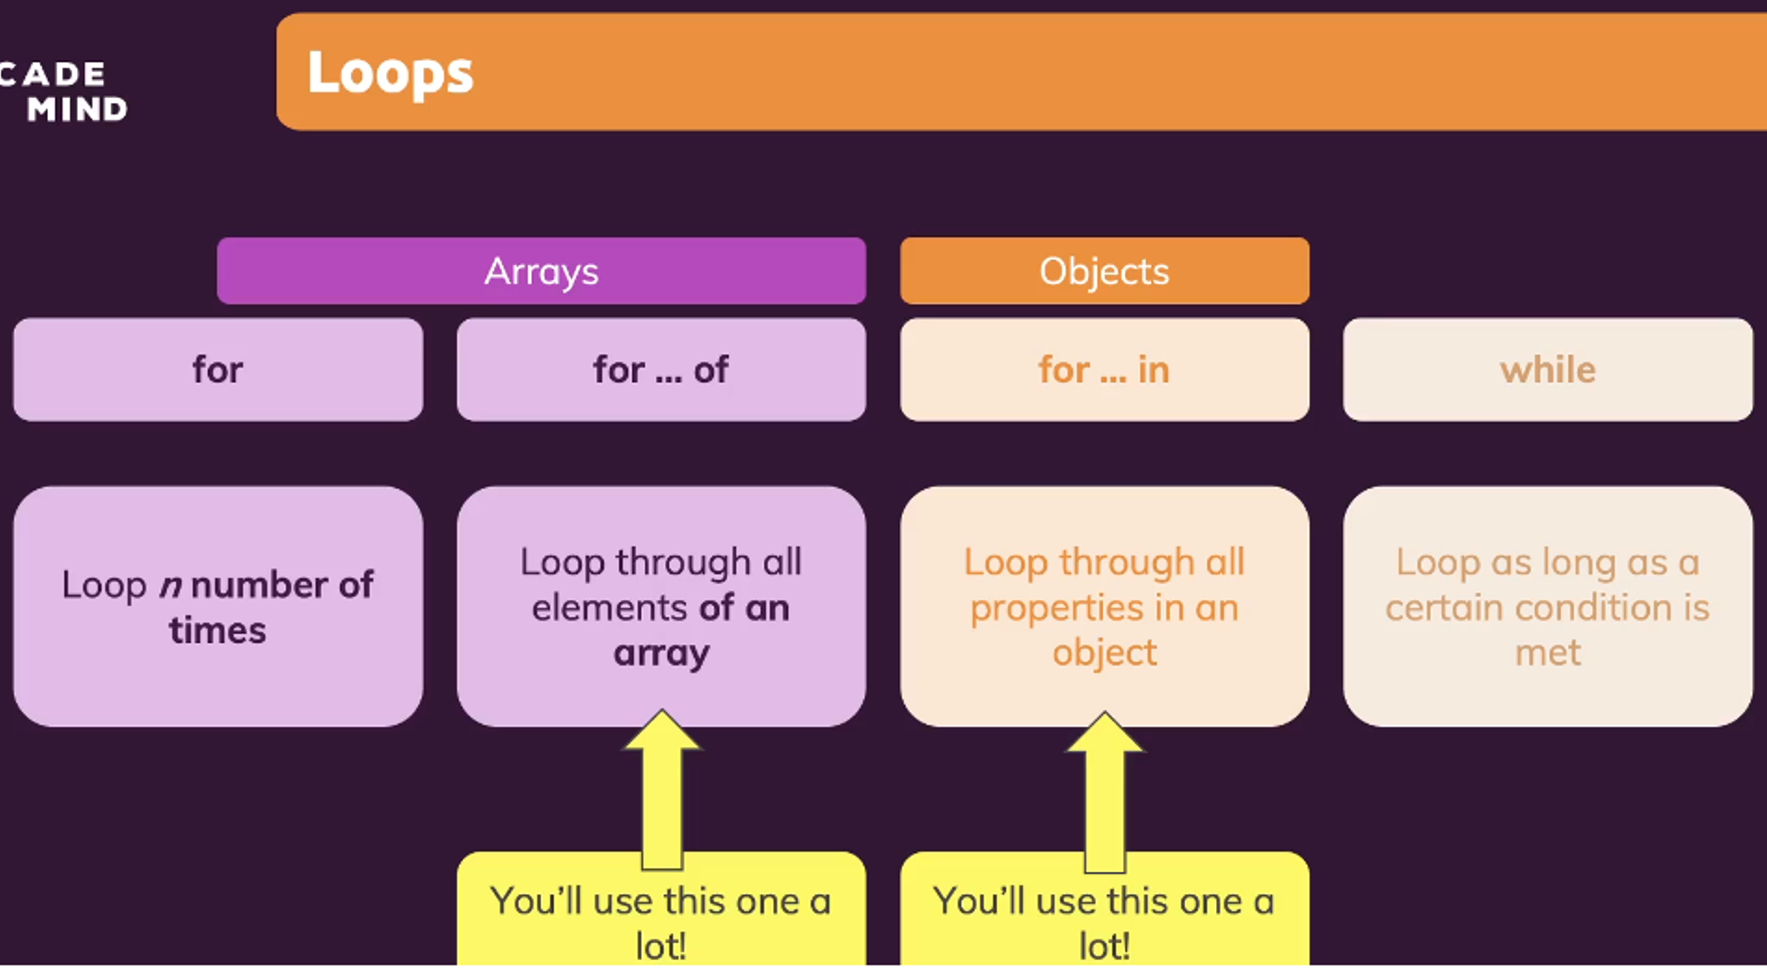 CADE
MIND
Loops
Arrays
Objects
for
for ... of
for ... in
while
Loop n number of
times
Loop through all
elements of an
array
Loop through all
properties in an
object
Loop as long as a
certain condition is
met
You'll use this one a
lot!
You'll use this one a
lot!